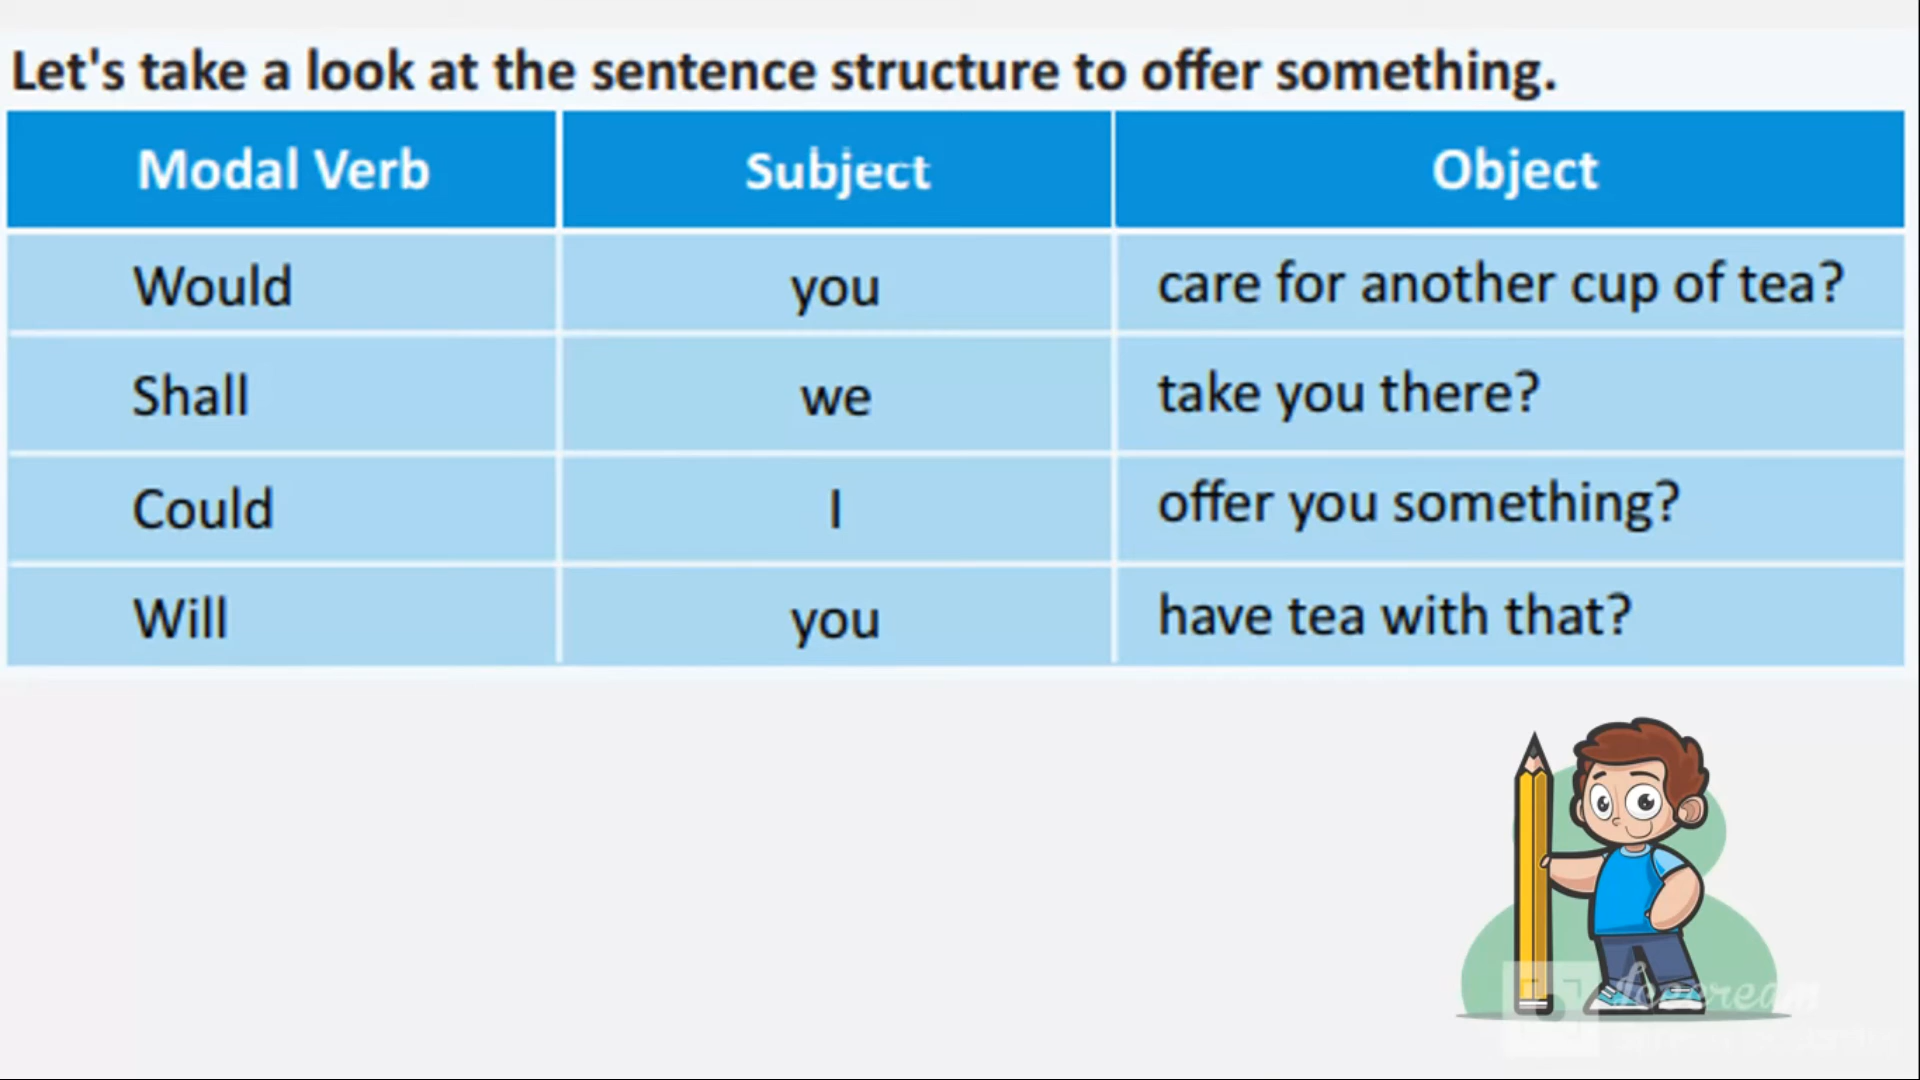 Let's take a look at the sentence structure to offer something.
Modal Verb Subject Object
Would you care for another cup of tea?
Shall we take you there?
Could I offer you something?
Will you have tea with that?
Icecream